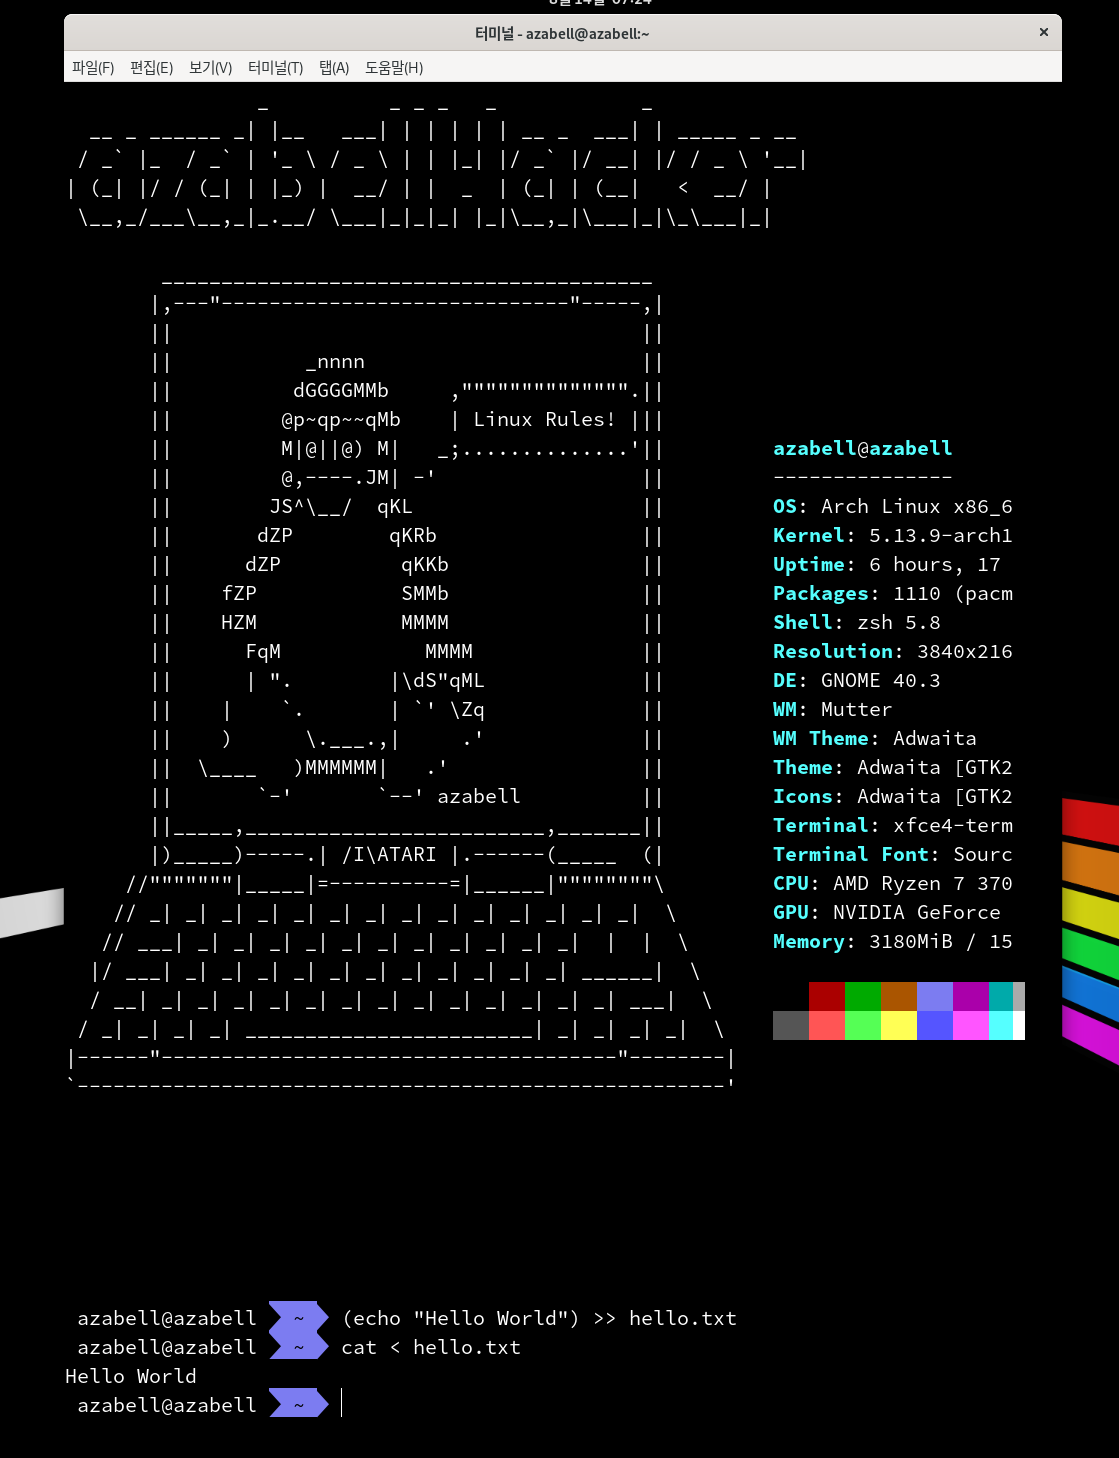 터미널 - azabell@azabell:~
파일(F) 편집(E) 보기(V) 터미널(T) 탭(A) 도움말(H)
_nnnn
dGGGGMMb ,""""""""""""""".
@p~qp~~qMb | Linux Rules! |
M|@||@) M| _;..............'
@,----.JM| -'
JS^\__/ qKL
dZP qKRb
dZP qKKb
fZP SMMb
HZM MMMM
FqM MMMM
| ". |\dS"qML
| `. | `' \Zq
) \.___.,| .'
\____ )MMMMMM| .'
`-' `--' azabell
/I\ATARI
azabell@azabell
---------------
OS: Arch Linux x86_6
Kernel: 5.13.9-arch1
Uptime: 6 hours, 17
Packages: 1110 (pacm
Shell: zsh 5.8
Resolution: 3840x216
DE: GNOME 40.3
WM: Mutter
WM Theme: Adwaita
Theme: Adwaita [GTK2
Icons: Adwaita [GTK2
Terminal: xfce4-term
Terminal Font: Sourc
CPU: AMD Ryzen 7 370
GPU: NVIDIA GeForce
Memory: 3180MiB / 15
azabell@azabell ~ (echo "Hello World") >> hello.txt
azabell@azabell ~ cat < hello.txt
Hello World
azabell@azabell ~